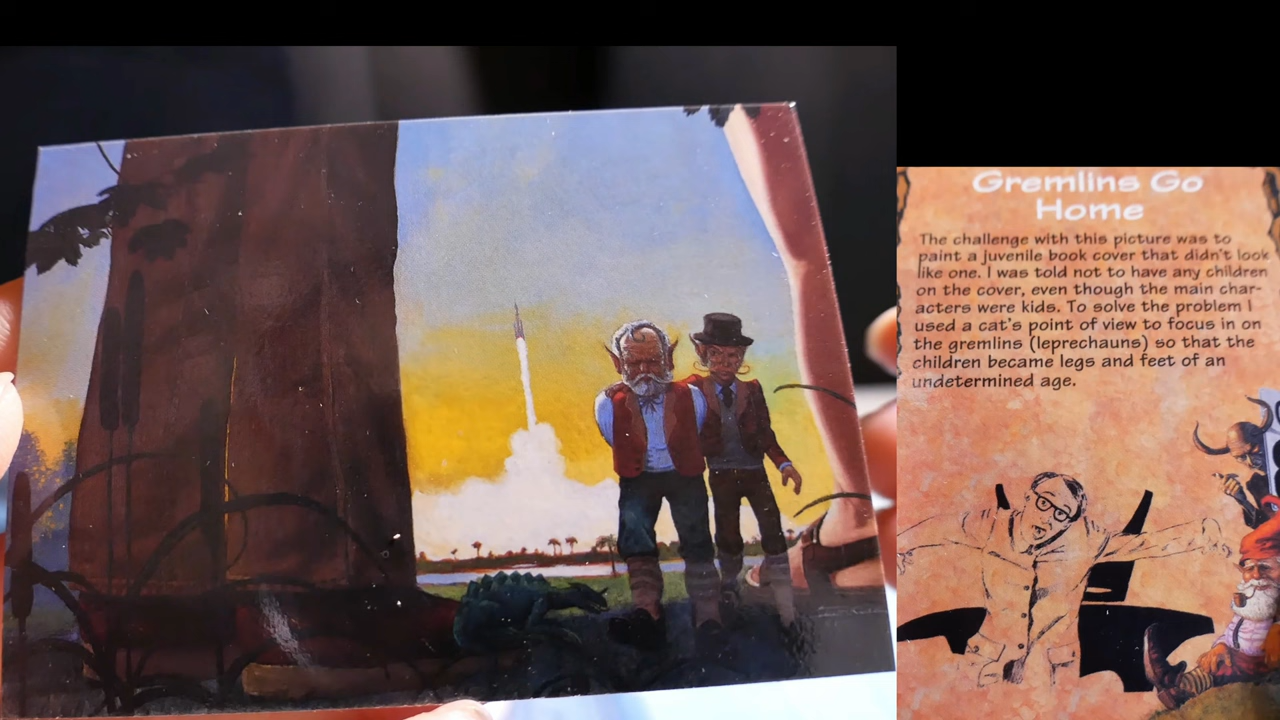 Gremlins Go
Home
The challenge with this picture was to
paint a juvenile book cover that didn't look
like one. I was told not to have any children
on the cover, even though the main char-
acters were kids. To solve the problem I
used a cat's point of view to focus in on
the gremlins (leprechauns) so that the
children became legs and feet of an
undetermined age.